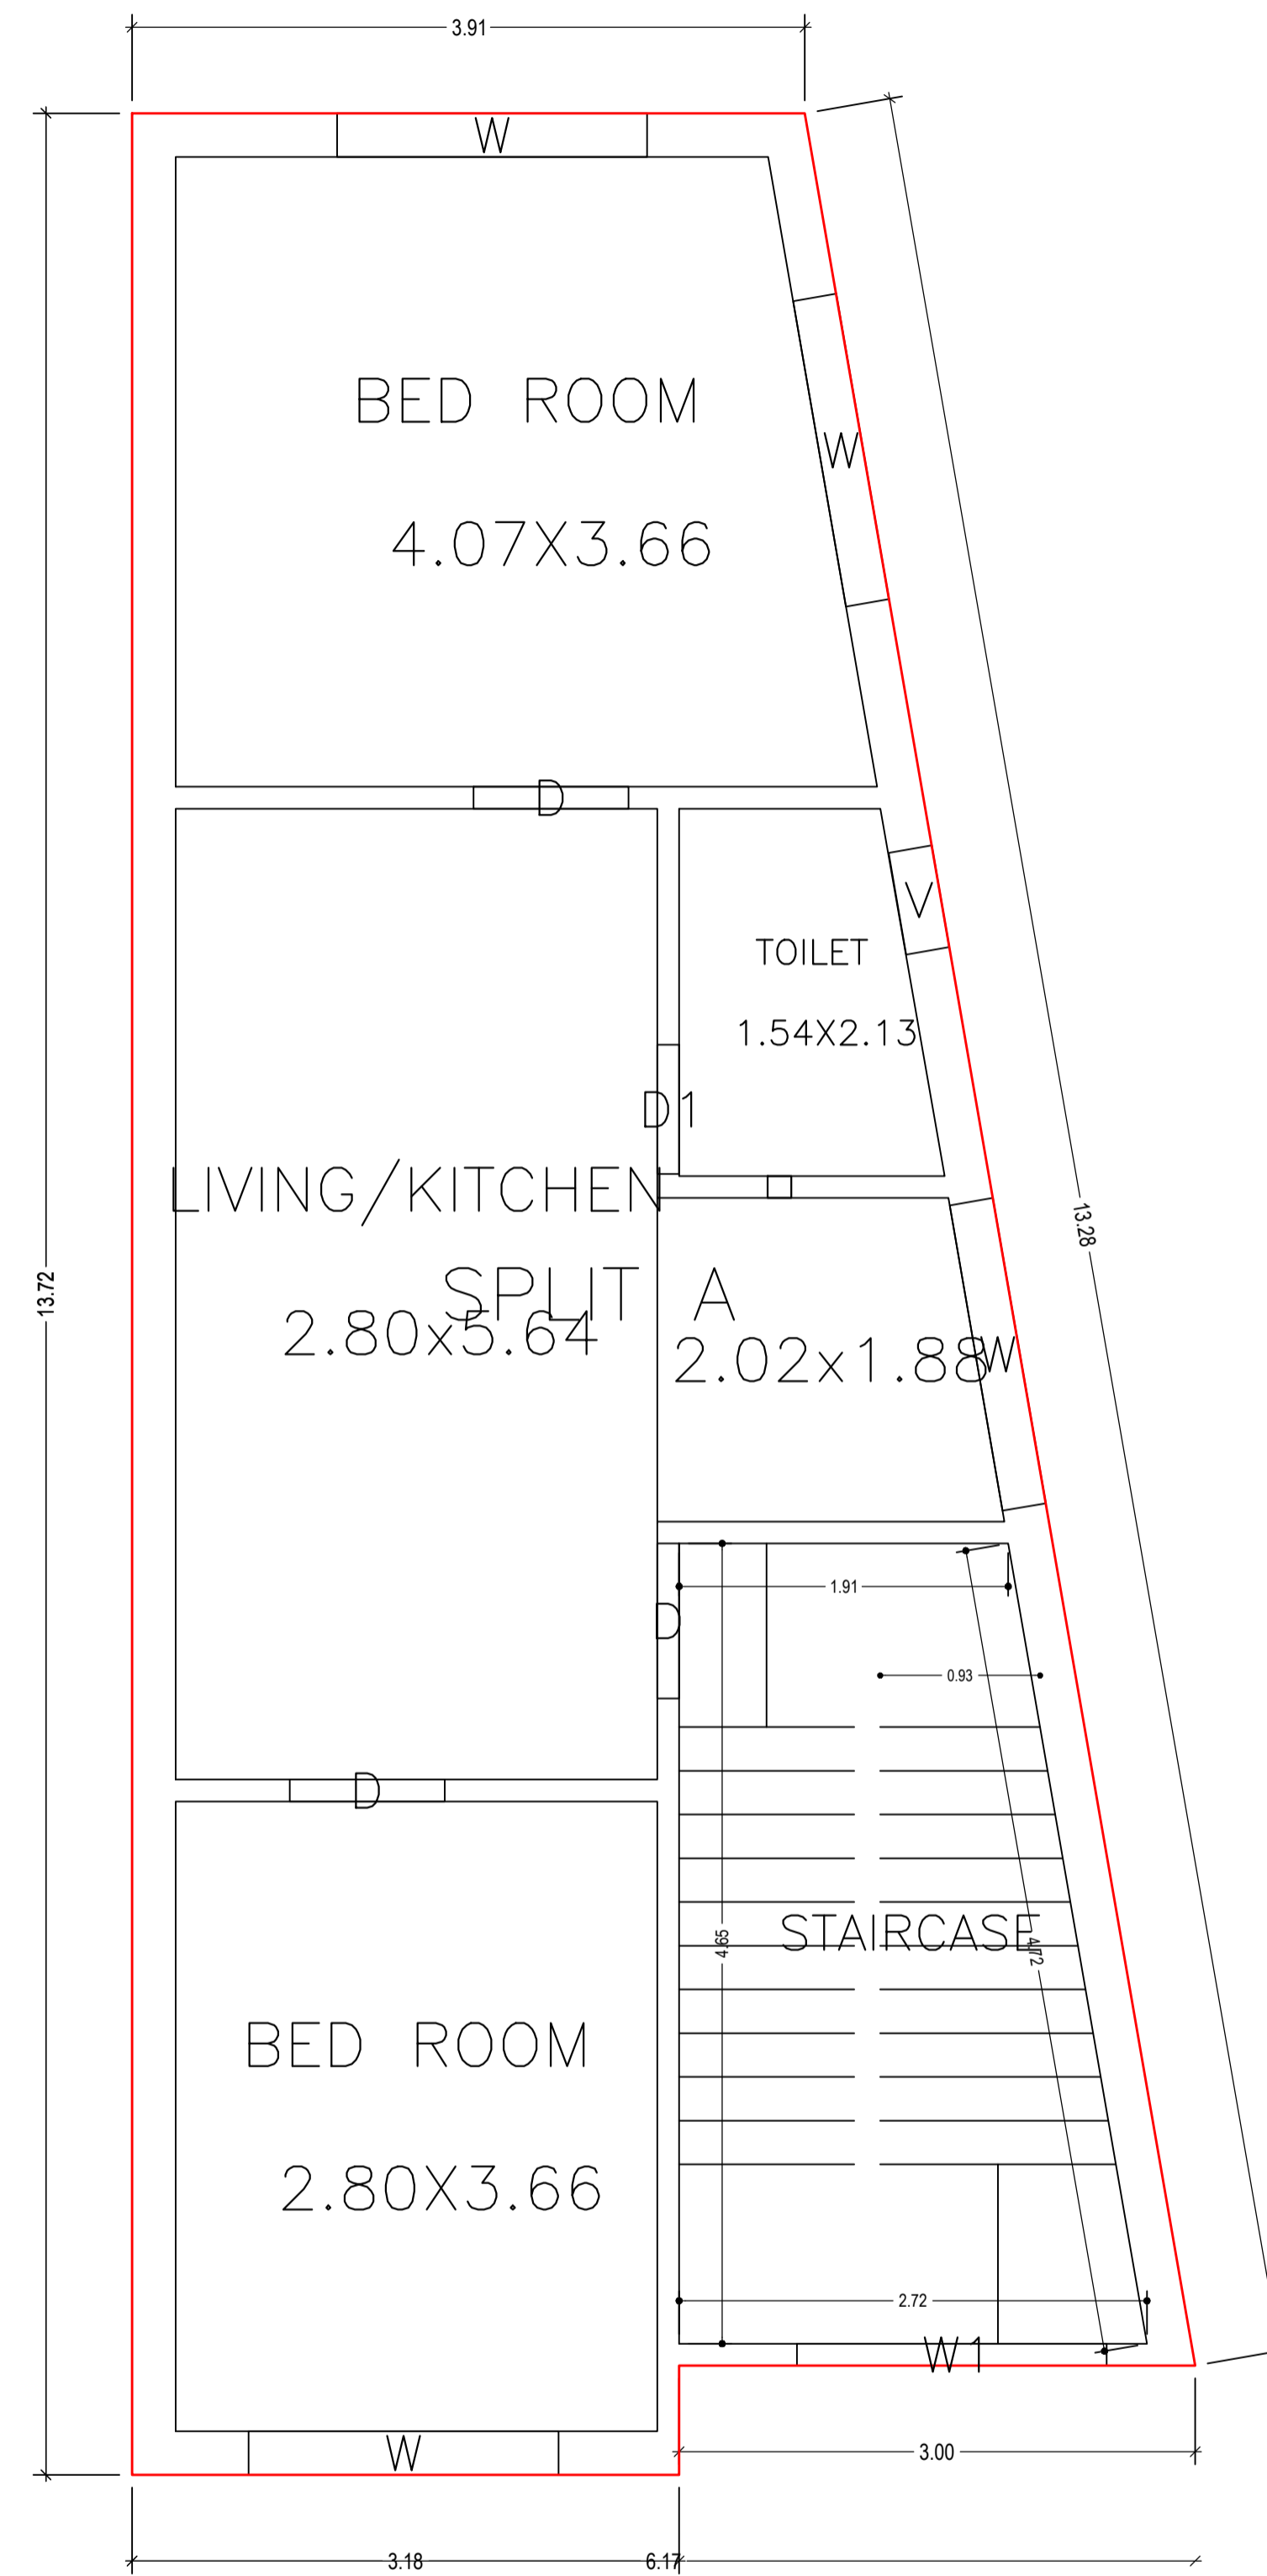 3.91
W
BED ROOM
W
4.07X3.66
D
V
TOILET
1.54X2.13
D1
LIVING/KITCHEN
13.28
13.72
SPLIT A
2.80x5.64
2.02x1.88
W
1.91
D
0.93
D
STAIRCASE
4.65
4.72
BED ROOM
2.80X3.66
2.72
W1
W
3.00
3.18
6.17